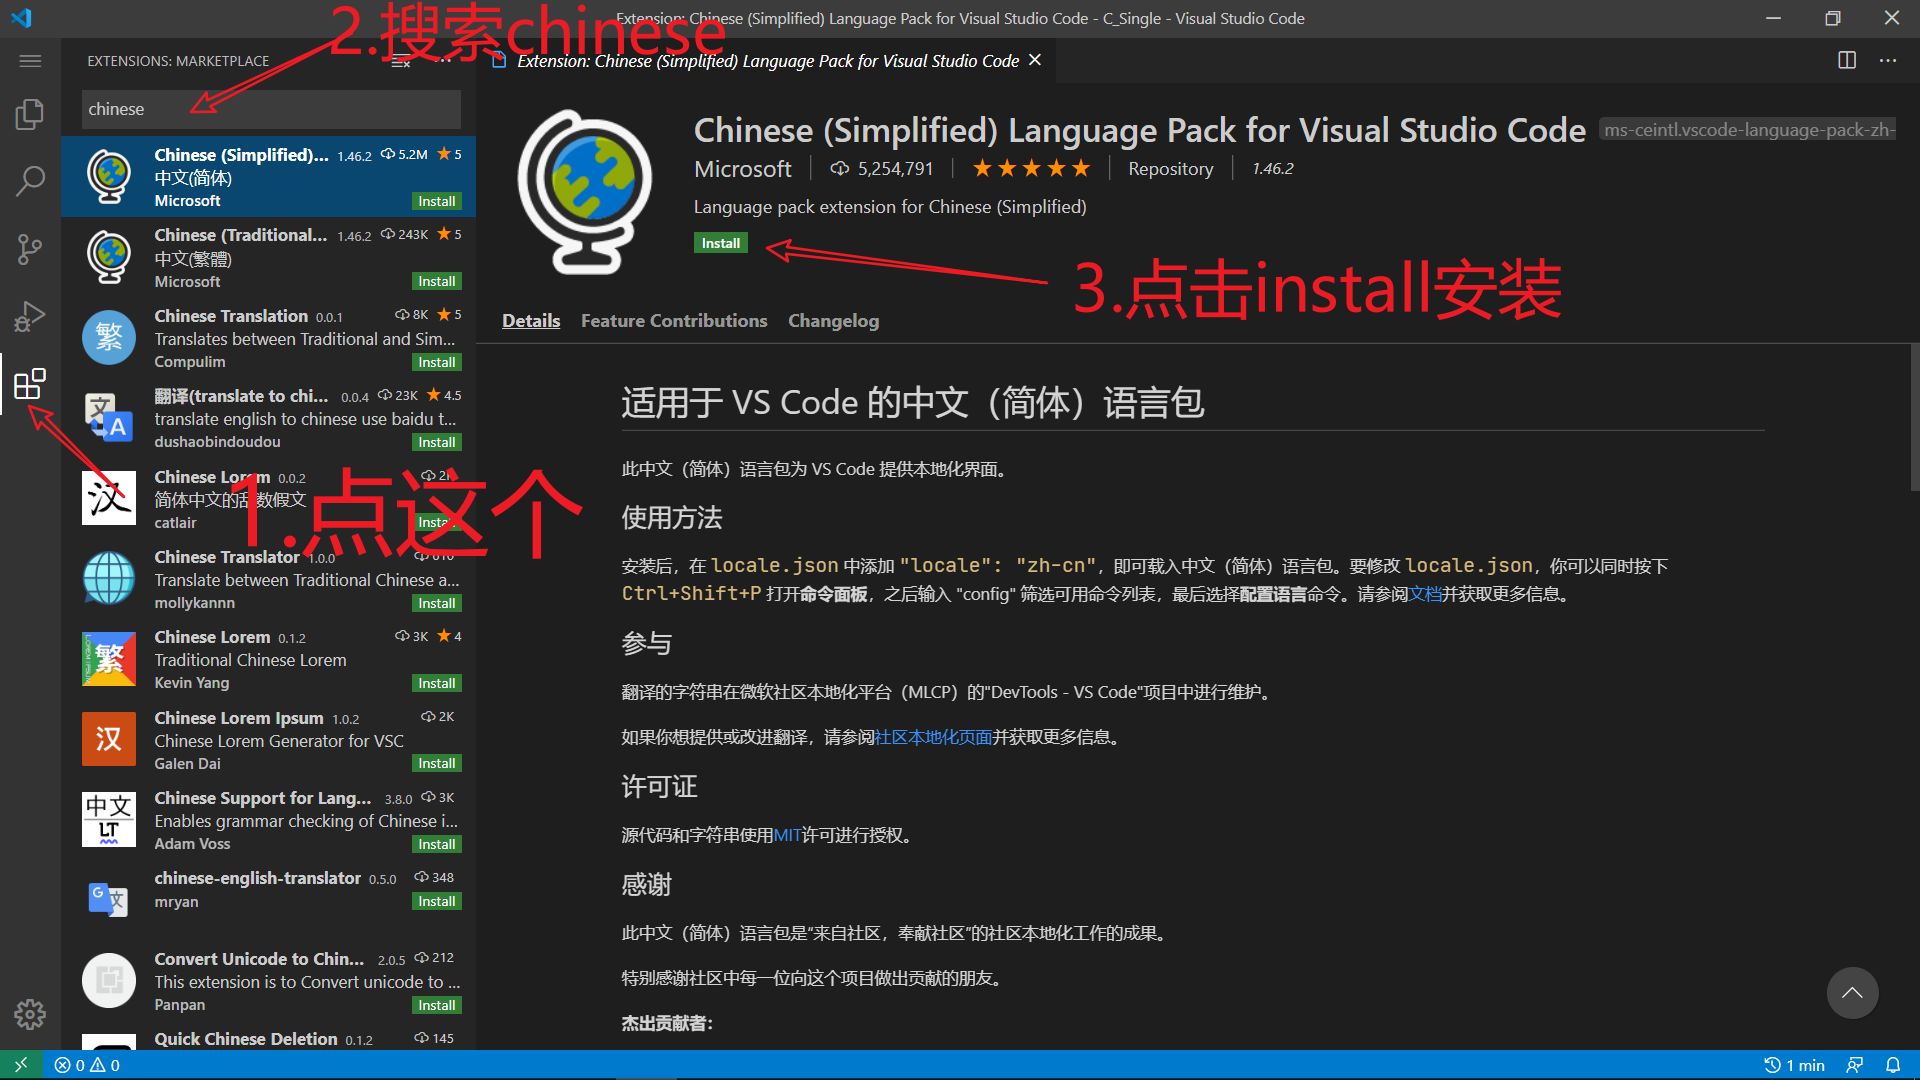 Extension: Chinese (Simplified) Language Pack for Visual Studio Code - C_Single - Visual Studio Code
2.搜索chinese
EXTENSIONS: MARKETPLACE
Extension: Chinese (Simplified) Language Pack for Visual Studio Code
chinese
Chinese (Simplified)... 1.46.2 5.2M 5
中文(简体)
Microsoft Install
Chinese (Traditional... 1.46.2 243K 5
中文(繁體)
Microsoft Install
繁
Chinese Translation 0.0.1 8K 5
Translates between Traditional and Sim...
Compulim Install
文 A
翻译(translate to chi... 0.0.4 23K 4.5
translate english to chinese use baidu t...
dushaobindoudou Install
汉
Chinese Lorem 0.0.2
简体中文的乱数假文
catlair Install
1.点这个
Chinese Translator 1.0.0 610
Translate between Traditional Chinese a...
mollykannn Install
繁
Chinese Lorem 0.1.2 3K 4
Traditional Chinese Lorem
Kevin Yang Install
汉
Chinese Lorem Ipsum 1.0.2 2K
Chinese Lorem Generator for VSC
Galen Dai Install
中文
LT
Chinese Support for Lang... 3.8.0 3K
Enables grammar checking of Chinese i...
Adam Voss Install
G 文
chinese-english-translator 0.5.0 348
mryan Install
Convert Unicode to Chin... 2.0.5 212
This extension is to Convert unicode to ...
Panpan Install
Quick Chinese Deletion 0.1.2 145
Chinese (Simplified) Language Pack for Visual Studio Code ms-ceintl.vscode-language-pack-zh-
Microsoft 5,254,791 Repository 1.46.2
Language pack extension for Chinese (Simplified)
Install
3.点击install安装
Details Feature Contributions Changelog
适用于 VS Code 的中文（简体）语言包
此中文（简体）语言包为 VS Code 提供本地化界面。
使用方法
安装后，在 locale.json 中添加 "locale": "zh-cn"，即可载入中文（简体）语言包。要修改 locale.json，你可以同时按下
Ctrl+Shift+P 打开命令面板，之后输入 "config" 筛选可用命令列表，最后选择配置语言命令。请参阅文档并获取更多信息。
参与
翻译的字符串在微软社区本地化平台（MLCP）的"DevTools - VS Code"项目中进行维护。
如果你想提供或改进翻译，请参阅社区本地化页面并获取更多信息。
许可证
源代码和字符串使用MIT许可进行授权。
感谢
此中文（简体）语言包是“来自社区，奉献社区”的社区本地化工作的成果。
特别感谢社区中每一位向这个项目做出贡献的朋友。
杰出贡献者：
0 0 1 min